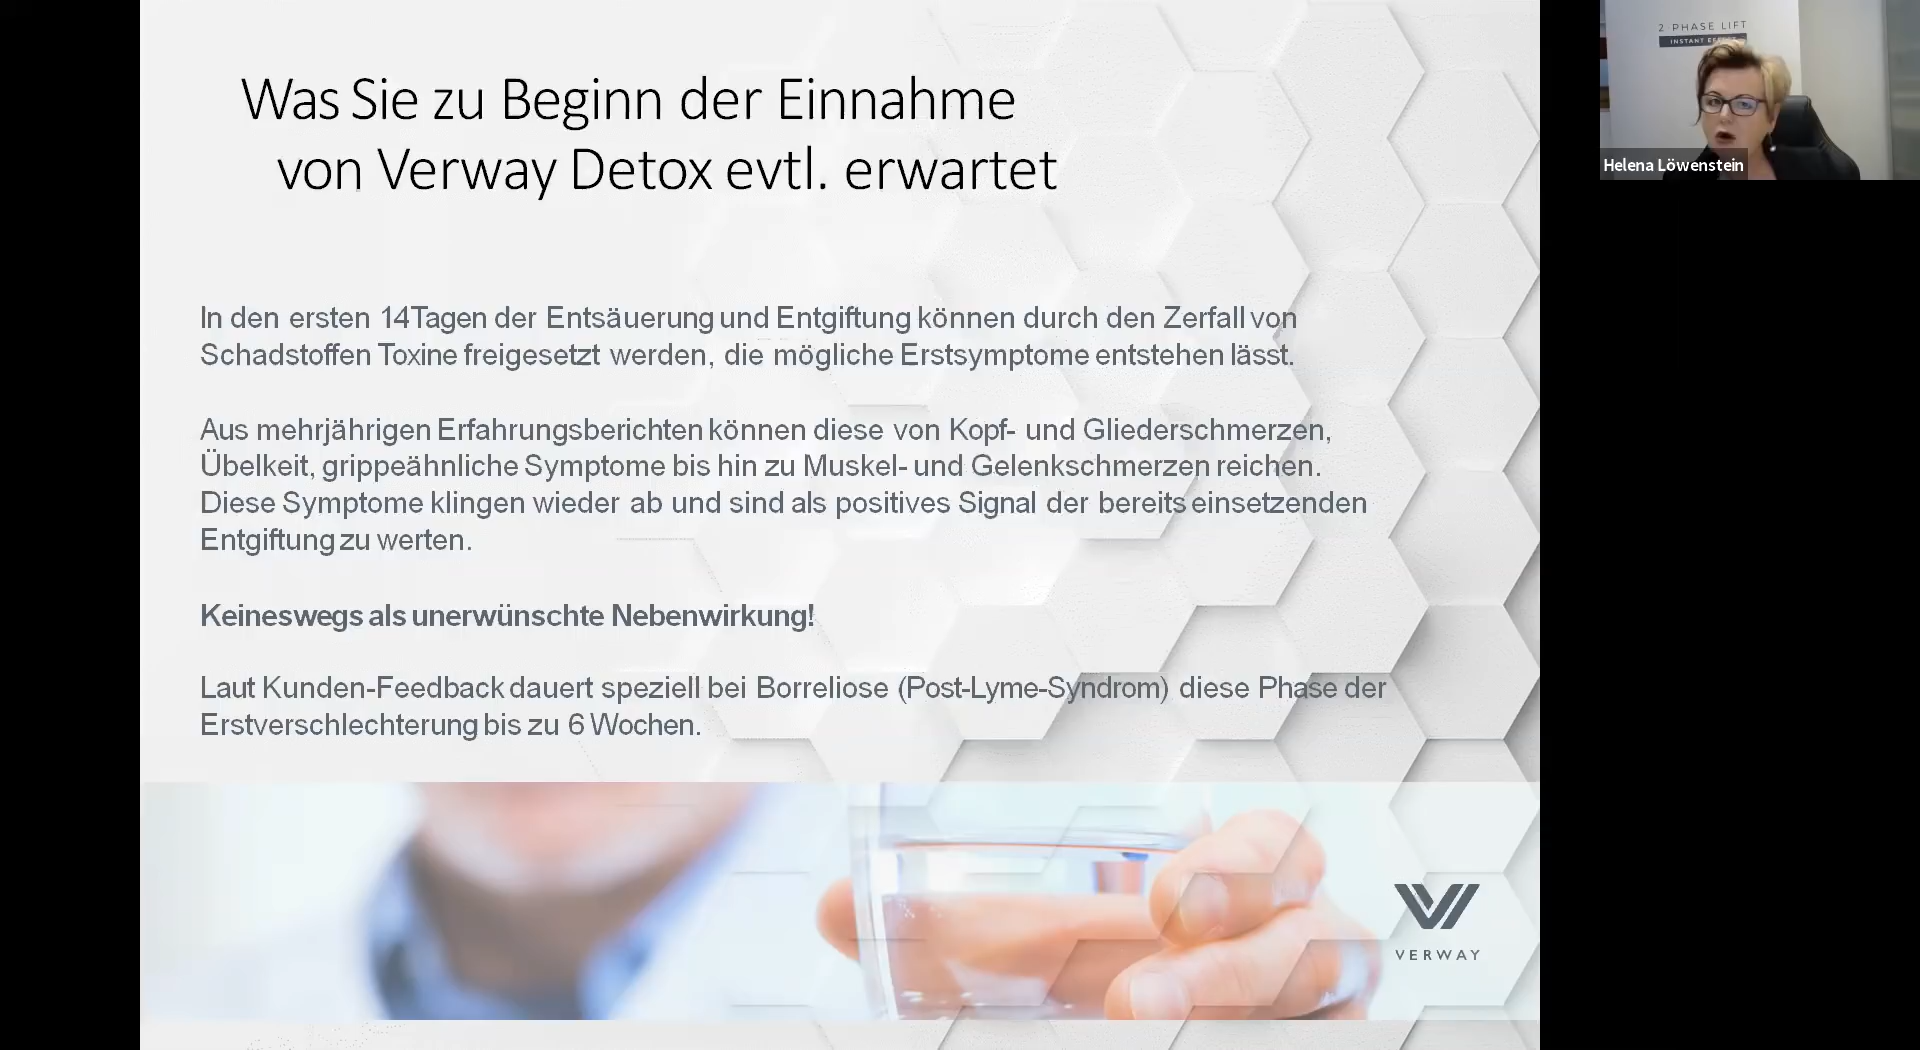 Was Sie zu Beginn der Einnahme
von Verway Detox evtl. erwartet
In den ersten 14Tagen der Entsäuerung und Entgiftung können durch den Zerfall von
Schadstoffen Toxine freigesetzt werden, die mögliche Erstsymptome entstehen lässt.
Aus mehrjährigen Erfahrungsberichten können diese von Kopf- und Gliederschmerzen,
Übelkeit, grippeähnliche Symptome bis hin zu Muskel- und Gelenkschmerzen reichen.
Diese Symptome klingen wieder ab und sind als positives Signal der bereits einsetzenden
Entgiftung zu werten.
Keineswegs als unerwünschte Nebenwirkung!
Laut Kunden-Feedback dauert speziell bei Borreliose (Post-Lyme-Syndrom) diese Phase der
Erstverschlechterung bis zu 6 Wochen.
VERWAY
2 PHASE LIFT
INSTANT
Helena Löwenstein